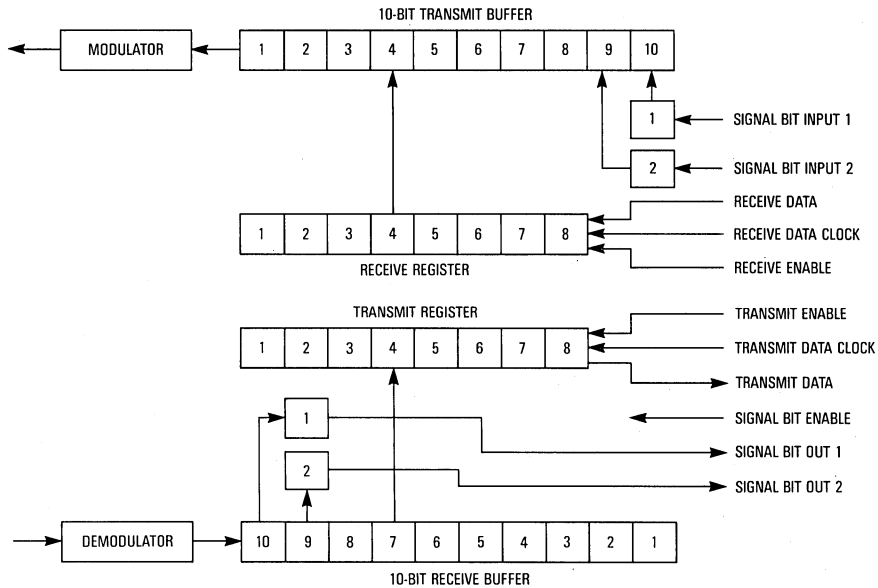 10-BIT TRANSMIT BUFFER
MODULATOR
1 2 3 4 5 6 7 8 9 10
1 SIGNAL BIT INPUT 1
2 SIGNAL BIT INPUT 2
RECEIVE DATA
1 2 3 4 5 6 7 8 RECEIVE DATA CLOCK
RECEIVE ENABLE
RECEIVE REGISTER
TRANSMIT REGISTER
TRANSMIT ENABLE
1 2 3 4 5 6 7 8 TRANSMIT DATA CLOCK
TRANSMIT DATA
1
SIGNAL BIT ENABLE
SIGNAL BIT OUT 1
2
SIGNAL BIT OUT 2
DEMODULATOR
10 9 8 7 6 5 4 3 2 1
10-BIT RECEIVE BUFFER